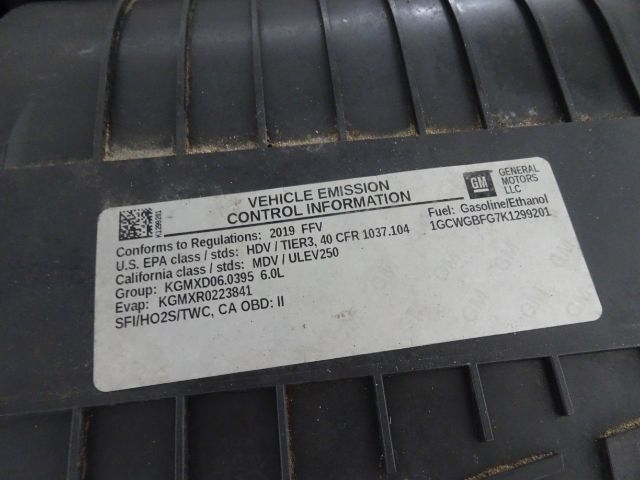 K1299201
VEHICLE EMISSION
CONTROL INFORMATION
GM
GENERAL
MOTORS
LLC
Conforms to Regulations: 2019 FFV
Fuel: Gasoline/Ethanol
U.S. EPA class / stds: HDV / TIER3, 40 CFR 1037.104
1GCWGBFG7K1299201
California class / stds: MDV / ULEV250
Group: KGMXD06.0395 6.0L
Evap: KGMXR0223841
SFI/HO2S/TWC, CA OBD: II